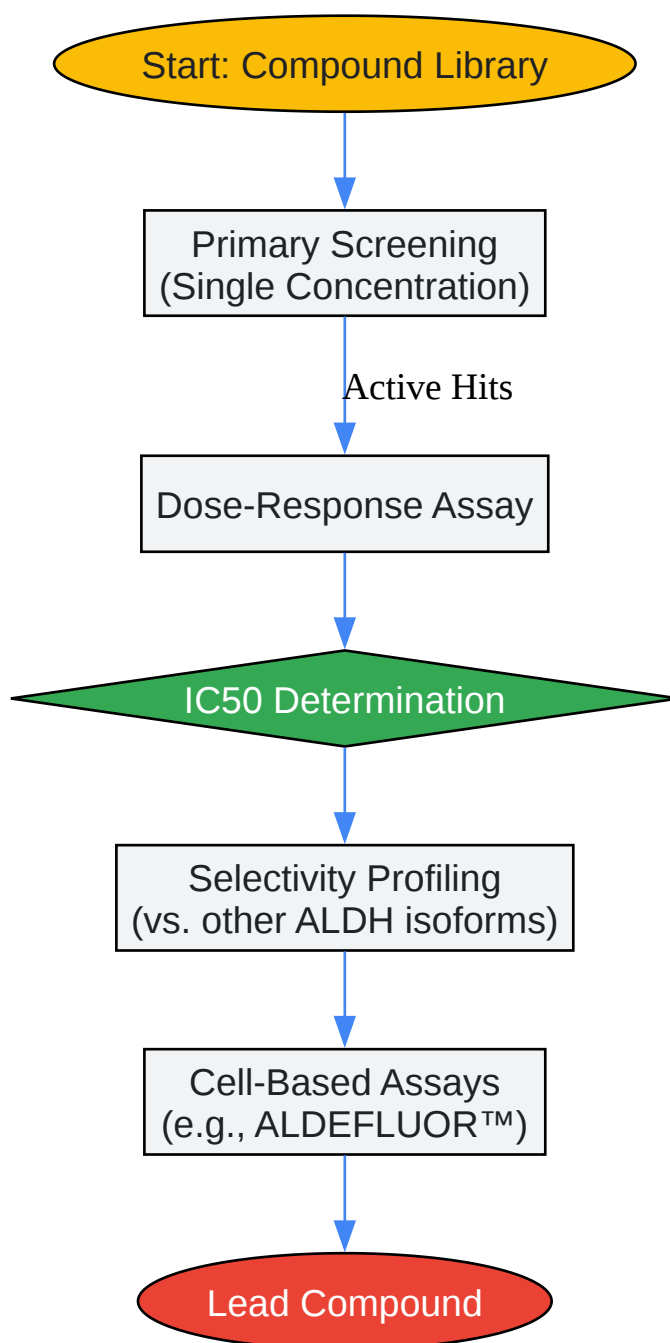 Start: Compound Library
Primary Screening
(Single Concentration)
Active Hits
Dose-Response Assay
IC50 Determination
Selectivity Profiling
(vs. other ALDH isoforms)
Cell-Based Assays
(e.g., ALDEFLUOR™)
Lead Compound